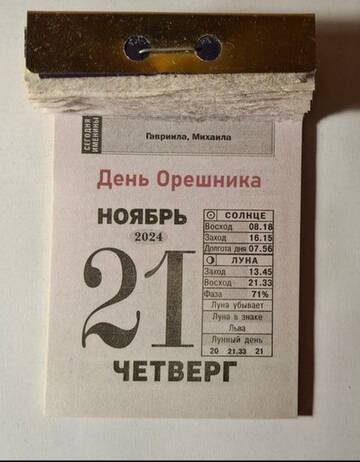 СЕГОДНЯ
ИМЕНИНЫ
Гавриила, Михаила
День Орешника
НОЯБРЬ
2024
21
ЧЕТВЕРГ
СОЛНЦЕ
Восход 08.18
Заход 16.15
Долгота дня 07.56
ЛУНА
Заход 13.45
Восход 21.33
Фаза 71%
Луна убывает
Луна в знаке
Льва
Лунный день
20 21.33 21